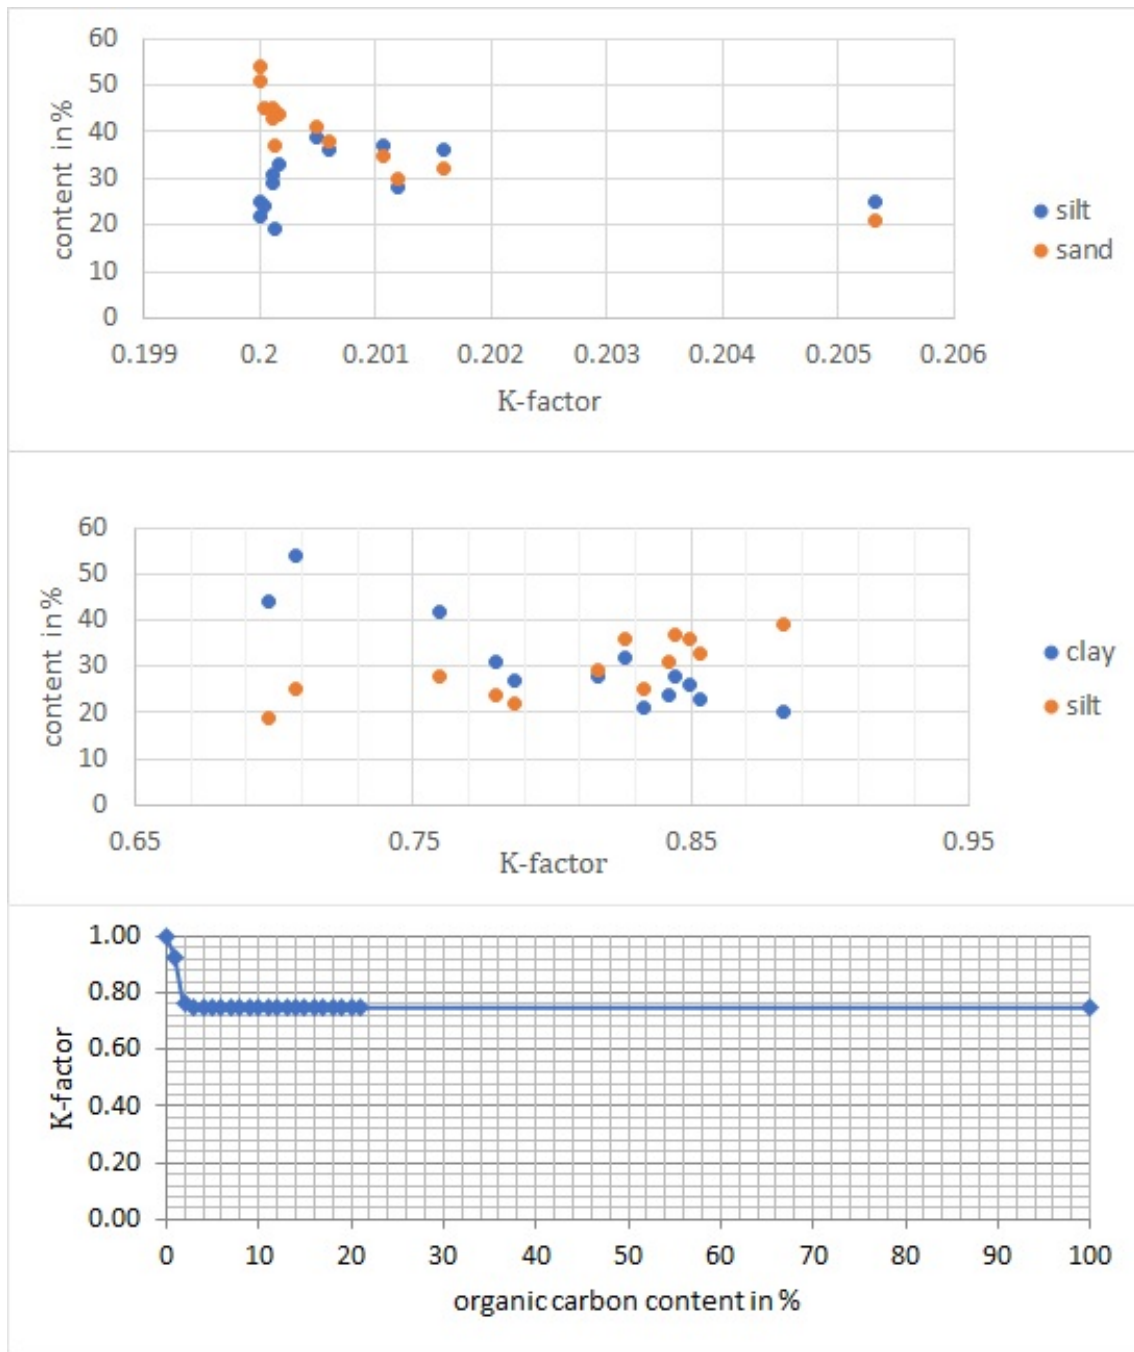 60
50
40
30
20
10
0
content in %
0.199 0.2 0.201 0.202 0.203 0.204 0.205 0.206
K-factor
silt
sand
60
50
40
30
20
10
0
content in %
0.65 0.75 0.85 0.95
K-factor
clay
silt
1.00
0.80
0.60
0.40
0.20
0.00
K-factor
0 10 20 30 40 50 60 70 80 90 100
organic carbon content in %